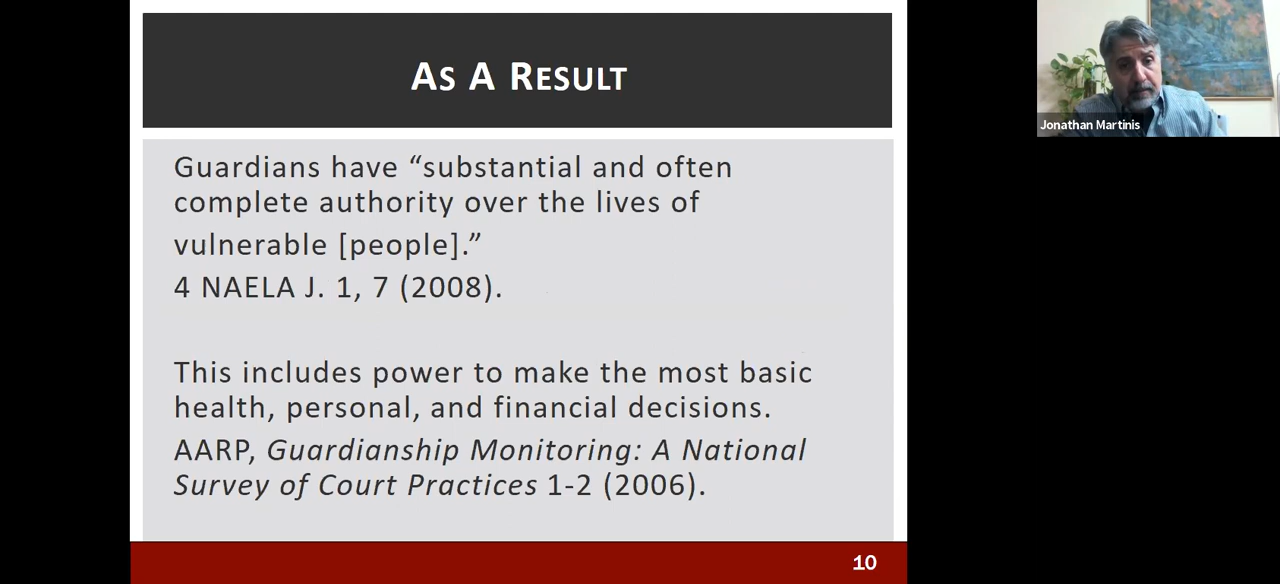 AS A RESULT
Guardians have “substantial and often
complete authority over the lives of
vulnerable [people].”
4 NAELA J. 1, 7 (2008).
This includes power to make the most basic
health, personal, and financial decisions.
AARP, Guardianship Monitoring: A National
Survey of Court Practices 1-2 (2006).
10
Jonathan Martinis